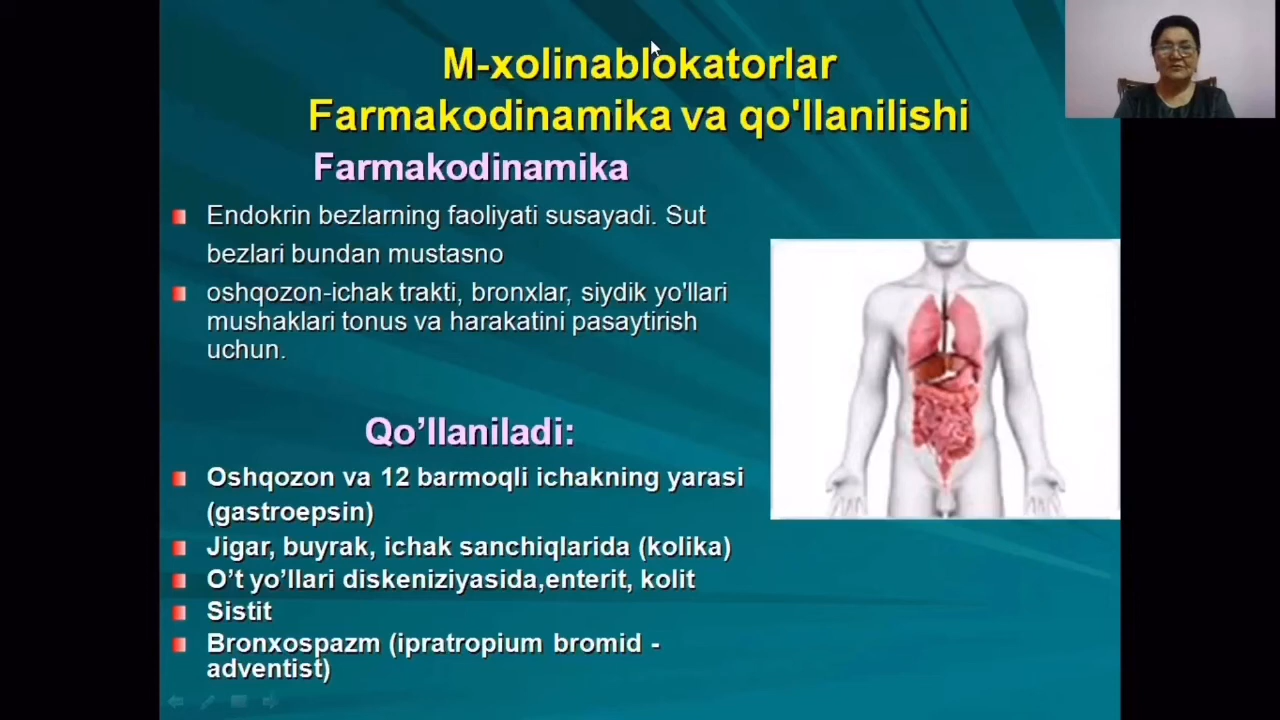 M-xolinablokatorlar
Farmakodinamika va qo'llanilishi
Farmakodinamika
Endokrin bezlarning faoliyati susayadi. Sut
bezlari bundan mustasno
oshqozon-ichak trakti, bronxlar, siydik yo'llari
mushaklari tonus va harakatini pasaytirish
uchun.
Qo’llaniladi:
Oshqozon va 12 barmoqli ichakning yarasi
(gastroepsin)
Jigar, buyrak, ichak sanchiqlarida (kolika)
O’t yo’llari diskeniziyasida,enterit, kolit
Sistit
Bronxospazm (ipratropium bromid -
adventist)